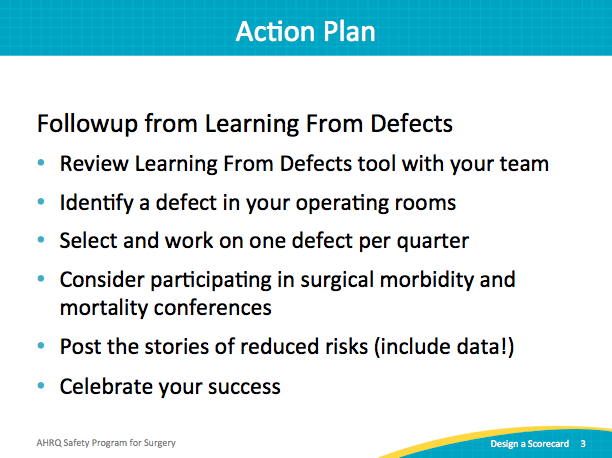 Action Plan
Followup from Learning From Defects
• Review Learning From Defects tool with your team
• Identify a defect in your operating rooms
• Select and work on one defect per quarter
• Consider participating in surgical morbidity and
mortality conferences
• Post the stories of reduced risks (include data!)
• Celebrate your success
AHRQ Safety Program for Surgery
Design a Scorecard 3